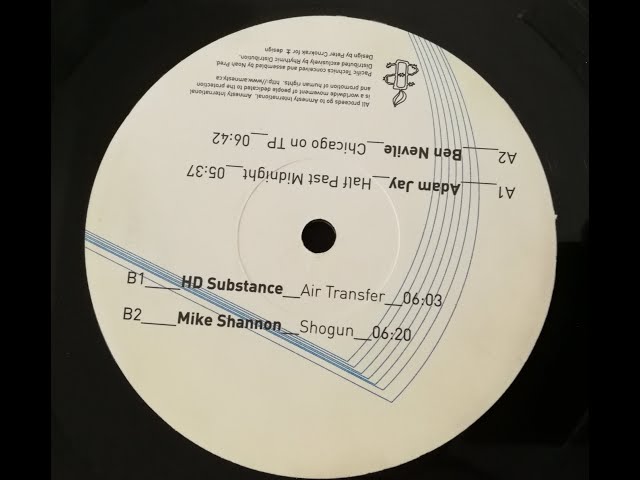 A1____Adam Jay__Half Past Midnight__05:37
A2____Ben Nevile__Chicago on TP__06:42
All proceeds go to Amnesty International. Amnesty International
is a worldwide movement of people dedicated to the protection
and promotion of human rights. http://www.amnesty.ca
Pacific Technics conceived and assembled by Noah Pred.
Distributed exclusively by Rhythmic Distribution.
Design by Peter Crnokrak for ± design
B1____HD Substance__Air Transfer__06:03
B2____Mike Shannon__Shogun__06:20